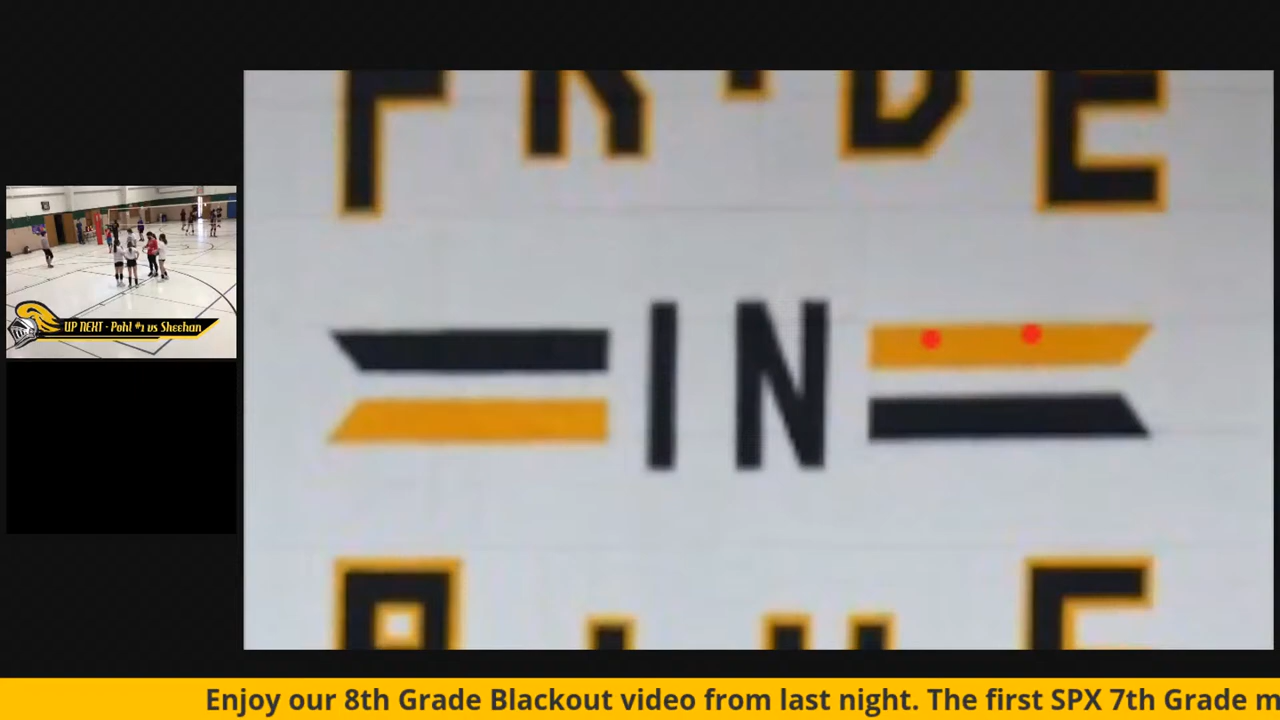 PRIDE
IN
UP NEXT - Pohl #1 vs Sheehan
Enjoy our 8th Grade Blackout video from last night. The first SPX 7th Grade m